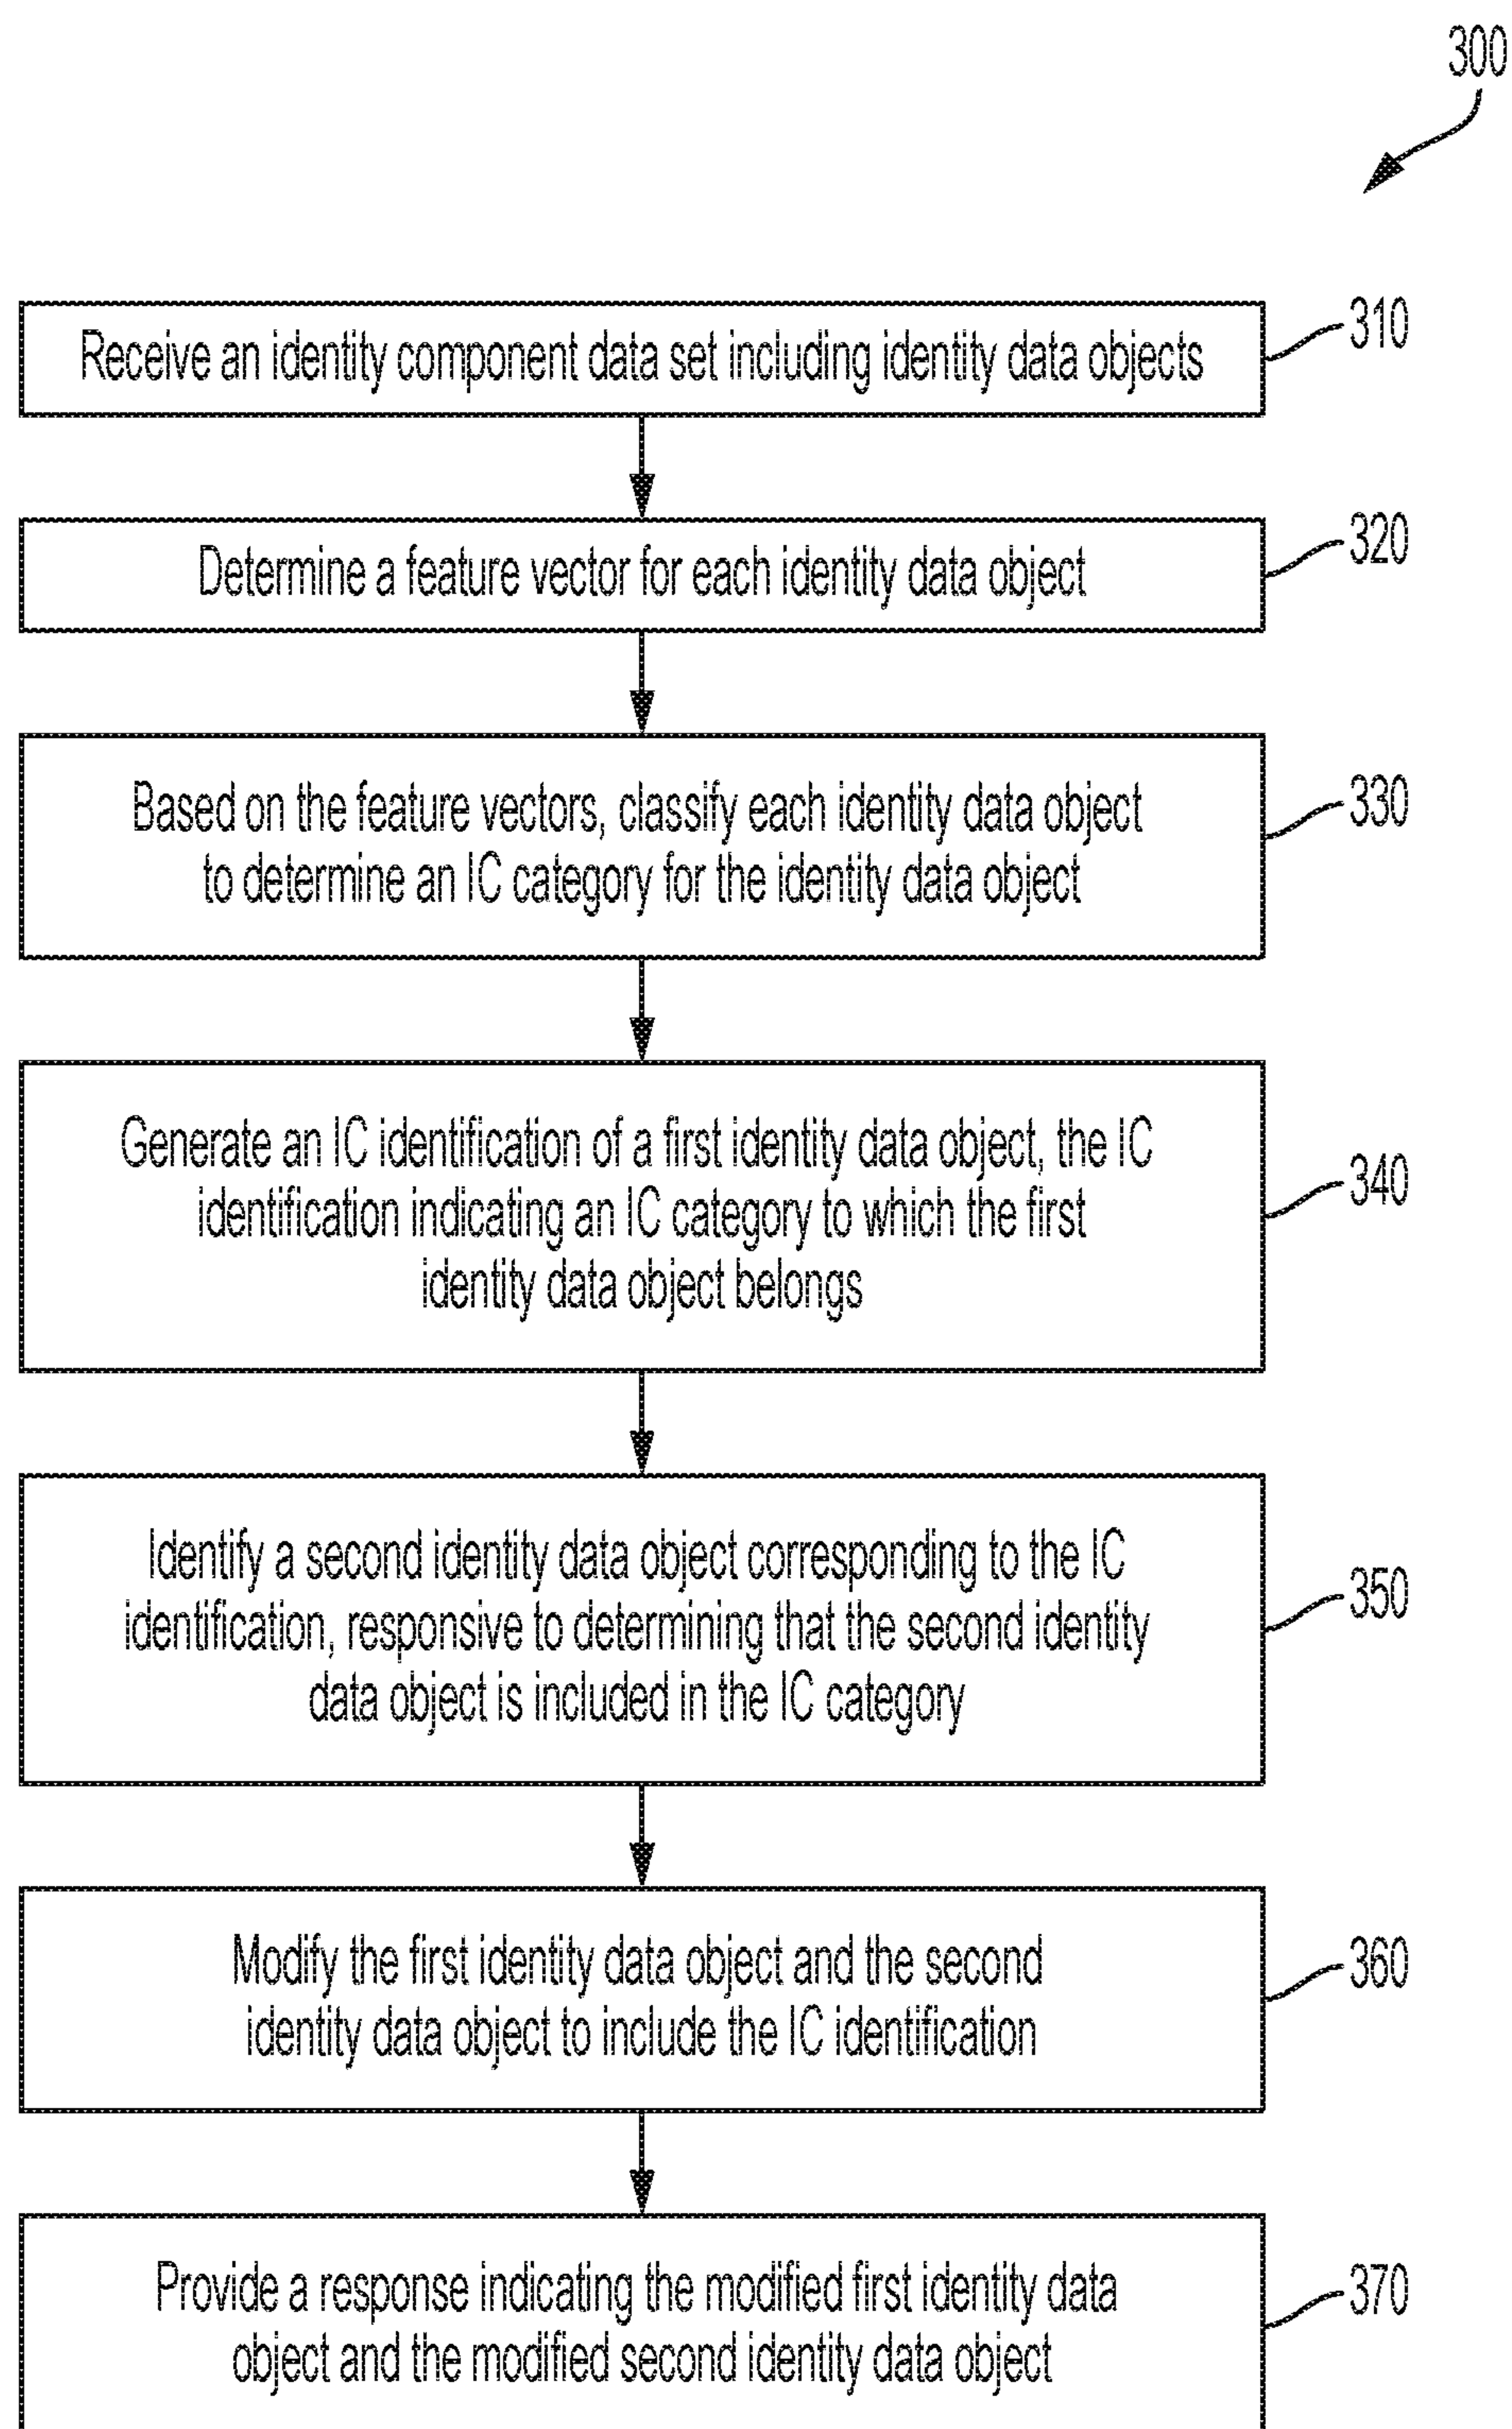 300
Receive an identity component data set including identity data objects
310
Determine a feature vector for each identity data object
320
Based on the feature vectors, classify each identity data object
to determine an IC category for the identity data object
330
Generate an IC identification of a first identity data object, the IC
identification indicating an IC category to which the first
identity data object belongs
340
Identify a second identity data object corresponding to the IC
identification, responsive to determining that the second identity
data object is included in the IC category
350
Modify the first identity data object and the second
identity data object to include the IC identification
360
Provide a response indicating the modified first identity data
object and the modified second identity data object
370